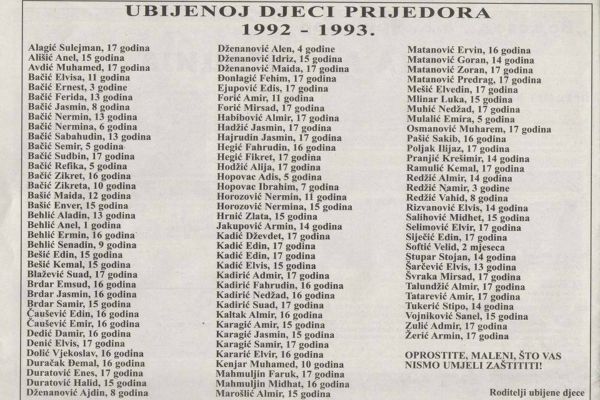 UBIJENOJ DJECI PRIJEDORA
1992 - 1993.
Alagić Sulejman, 17 godina
Ališić Anel, 15 godina
Avdić Muhamed, 17 godina
Bačić Elvisa, 11 godina
Bačić Ernest, 3 godine
Bačić Ferida, 13 godina
Bačić Jasmin, 8 godina
Bačić Nermin, 13 godina
Bačić Nermina, 6 godina
Bačić Sabahudin, 13 godina
Bačić Semir, 5 godina
Bačić Sudbin, 17 godina
Bačić Refika, 5 godina
Bačić Zikret, 16 godina
Bačić Zikreta, 10 godina
Bašić Maida, 12 godina
Bašić Enver, 15 godina
Behlić Aladin, 13 godina
Behlić Anel, 1 godina
Behlić Ermin, 16 godina
Behlić Senadin, 9 godina
Bešić Edin, 15 godina
Bešić Kemal, 15 godina
Blažević Suad, 17 godina
Brdar Emsud, 16 godina
Brdar Jasmin, 16 godina
Brdar Samir, 15 godina
Čaušević Edin, 16 godina
Čaušević Emir, 16 godina
Dedić Damir, 16 godina
Denić Elvis, 17 godina
Dolić Vjekoslav, 16 godina
Duračak Đemal, 16 godina
Duratović Enes, 17 godina
Duratović Halid, 15 godina
Dženanović Ajdin, 8 godina
Dženanović Alen, 4 godine
Dženanović Idriz, 15 godina
Dženanović Maida, 17 godina
Đonlagić Fehim, 17 godina
Ejupović Edis, 17 godina
Forić Amir, 11 godina
Forić Mirsad, 17 godina
Habibović Almir, 17 godina
Hadžić Jasmin, 17 godina
Hajrudin Jasmin, 17 godina
Hegić Fahrudin, 16 godina
Hegić Fikret, 17 godina
Hodžić Alija, 17 godina
Hopovac Adis, 5 godina
Hopovac Ibrahim, 7 godina
Horozović Nermin, 11 godina
Horozović Nermina, 15 godina
Hrnić Zlata, 15 godina
Jakupović Armin, 14 godina
Kadić Dževdet, 17 godina
Kadić Edin, 17 godina
Kadić Edin, 17 godina
Kadić Elvis, 15 godina
Kadirić Admir, 17 godina
Kadirić Fahrudin, 16 godina
Kadirić Nedžad, 16 godina
Kadirić Suad, 17 godina
Kaltak Almir, 16 godina
Karagić Amir, 15 godina
Karagić Jasmin, 15 godina
Karagić Samir, 17 godina
Kararić Elvir, 16 godina
Kenjar Muhamed, 10 godina
Mahmuljin Faruk, 17 godina
Mahmuljin Midhat, 16 godina
Marošlić Almir, 15 godina
Matanović Ervin, 16 godina
Matanović Goran, 14 godina
Matanović Zoran, 17 godina
Matanović Predrag, 17 godina
Mešić Elvedin, 17 godina
Mlinar Luka, 15 godina
Muhić Nedžad, 17 godina
Mulalić Emira, 5 godina
Osmanović Muharem, 17 godina
Pašić Sakib, 16 godina
Poljak Ilijaz, 17 godina
Pranjić Krešimir, 14 godina
Ramulić Kemal, 17 godina
Redžić Almir, 14 godina
Redžić Namir, 3 godine
Redžić Vahid, 8 godina
Rizvanović Elvis, 14 godina
Salihović Midhet, 15 godina
Selimović Elvir, 17 godina
Siječić Edin, 17 godina
Softić Velid, 2 mjeseca
Stupar Stojan, 14 godina
Šarčević Elvis, 13 godina
Švraka Mirsad, 17 godina
Talundžić Almir, 17 godina
Tatarević Amir, 17 godina
Tukerić Stipo, 14 godina
Vojniković Sanel, 15 godina
Zulić Admir, 17 godina
Žerić Armin, 17 godina
OPROSTITE, MALENI, ŠTO VAS
NISMO UMJELI ZAŠTITITI!
Roditelji ubijene djece